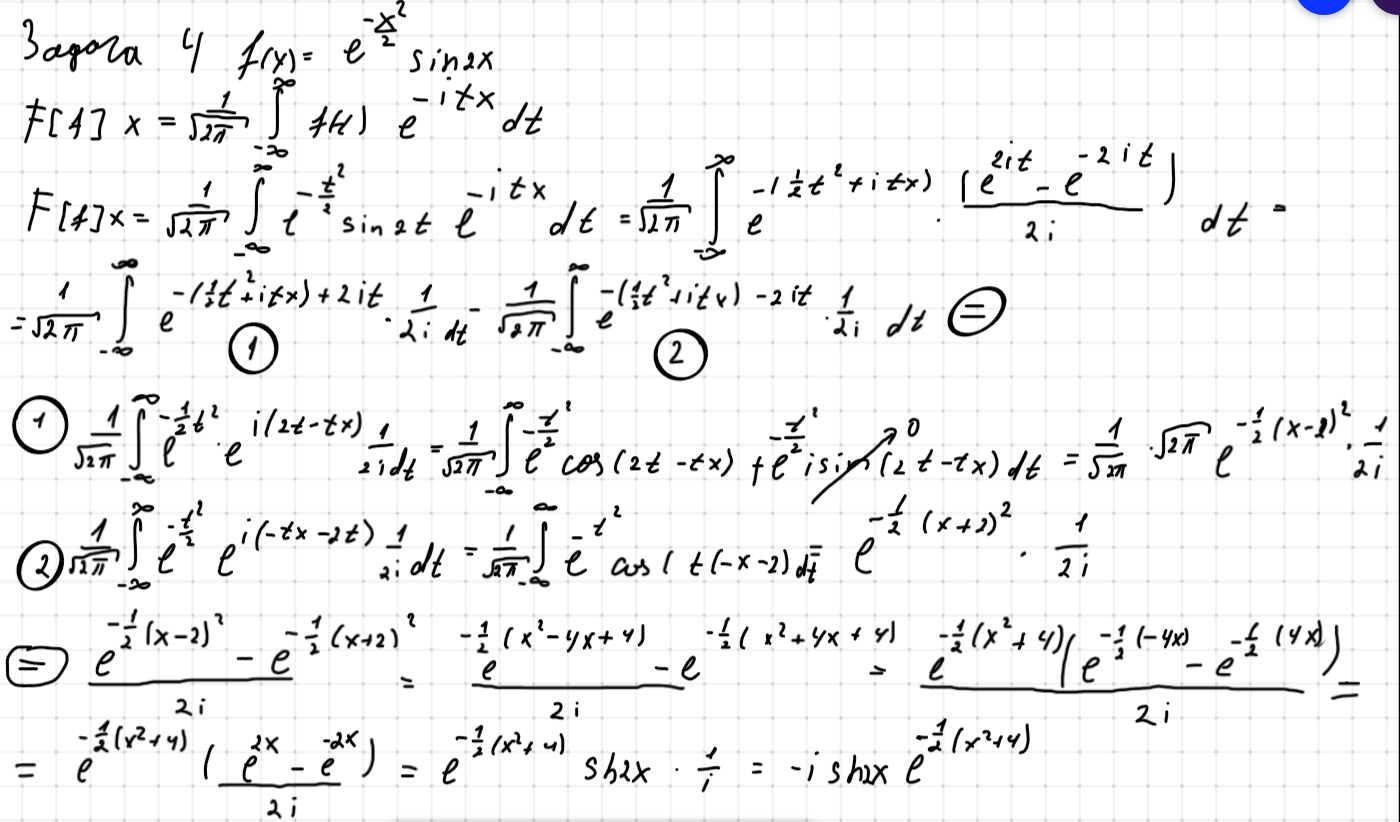 Задача 4 f(x)= e^{-x²/2} sin2x
F[f] x = 1/√2π ∫_{-∞}^{∞} f(t) e^{-itx} dt
F[f]x = 1/√2π ∫_{-∞}^{∞} e^{-t²/2} sin2t e^{-itx} dt = 1/√2π ∫_{-∞}^{∞} e^{-(½t²+itx)} · (e^{2it} - e^{-2it})/2i dt =
= 1/√2π ∫_{-∞}^{∞} e^{-(½t²+itx)+2it} · 1/2i dt - 1/√2π ∫_{-∞}^{∞} e^{-(½t²+itx)-2it} · 1/2i dt (=)
(1) (2)
(1) 1/√2π ∫_{-∞}^{∞} e^{-½t²} · e^{i(2t-tx)} 1/2i dt = 1/√2π ∫_{-∞}^{∞} e^{-t²/2} cos(2t-tx) + e^{-t²/2} i sin(2t-tx) dt → 0 = 1/√2π · √2π e^{-½(x-2)²} · 1/2i
(2) 1/√2π ∫_{-∞}^{∞} e^{-t²/2} e^{i(-tx-2t)} 1/2i dt = 1/√2π ∫_{-∞}^{∞} e^{-t²} cos(t(-x-2) dt = e^{-½(x+2)²} · 1/2i
(=) (e^{-½(x-2)²} - e^{-½(x+2)²})/2i = (e^{-½(x²-4x+4)} - e^{-½(x²+4x+4)})/2i = e^{-½(x²+4)}(e^{-½(-4x)} - e^{-½(4x)})/2i =
= e^{-½(x²+4)} (e^{2x} - e^{-2x})/2i = e^{-½(x²+4)} sh2x · 1/i = -i sh2x e^{-½(x²+4)}